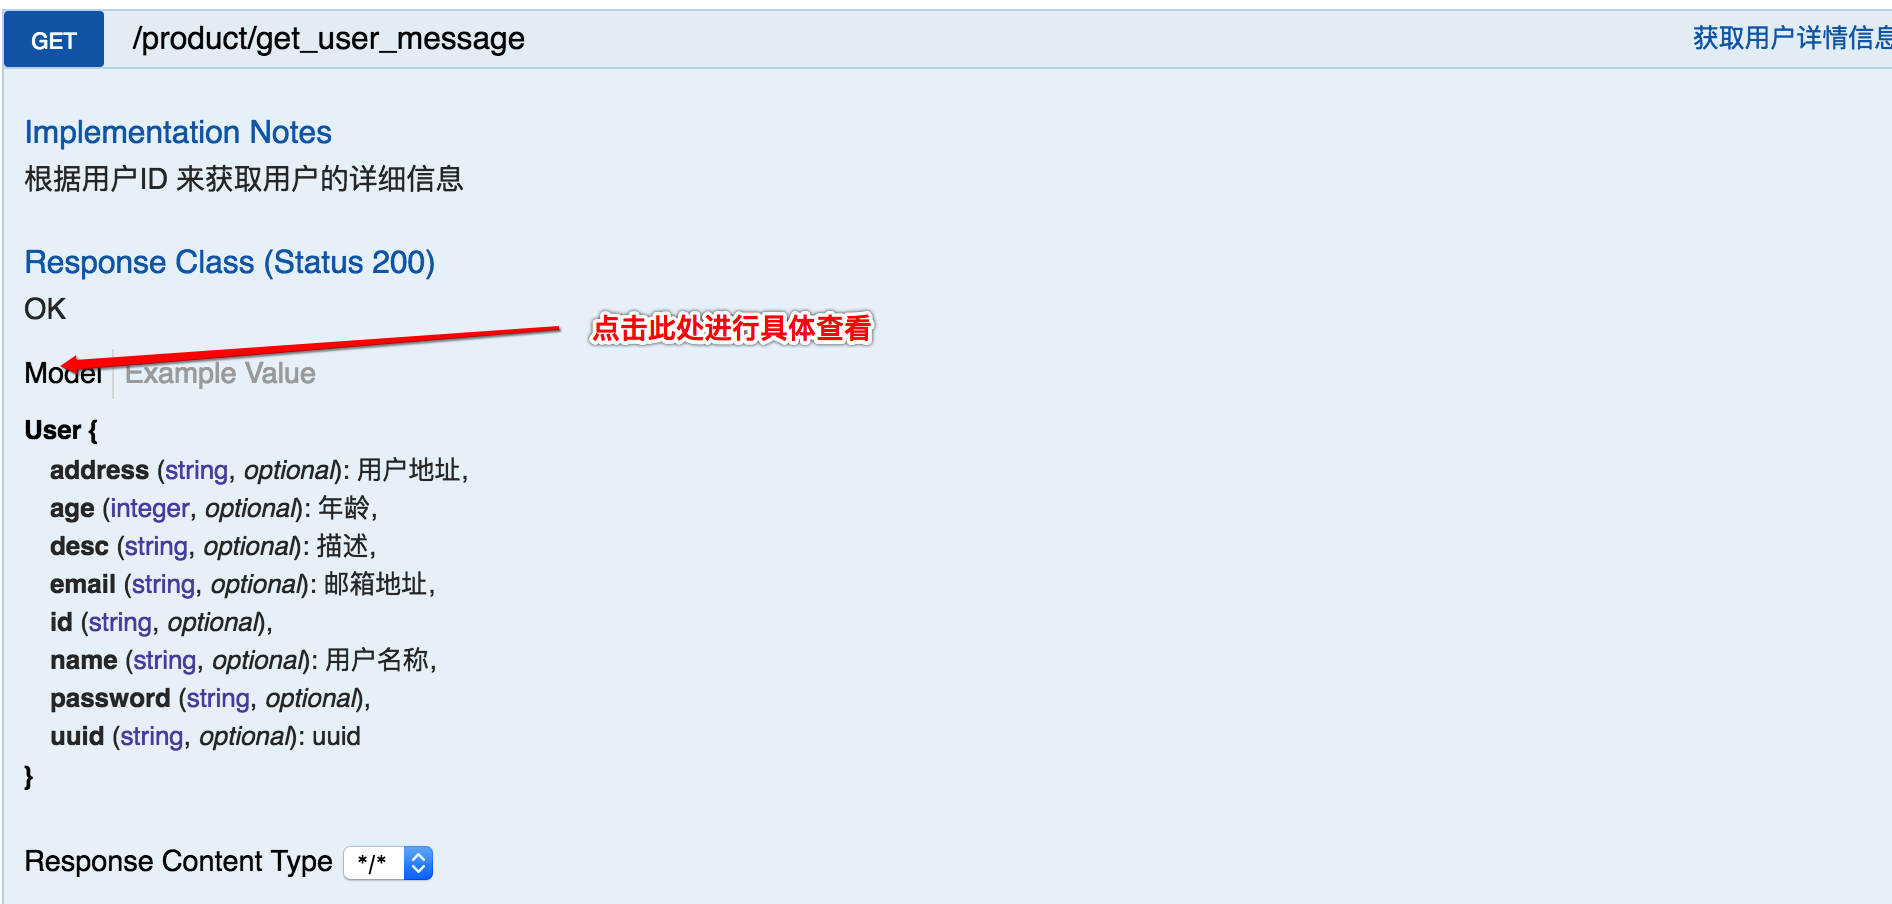 GET /product/get_user_message 获取用户详情信息
Implementation Notes
根据用户ID 来获取用户的详细信息
Response Class (Status 200)
OK
点击此处进行具体查看
Model Example Value
User {
address (string, optional): 用户地址,
age (integer, optional): 年龄,
desc (string, optional): 描述,
email (string, optional): 邮箱地址,
id (string, optional),
name (string, optional): 用户名称,
password (string, optional),
uuid (string, optional): uuid
}
Response Content Type */*